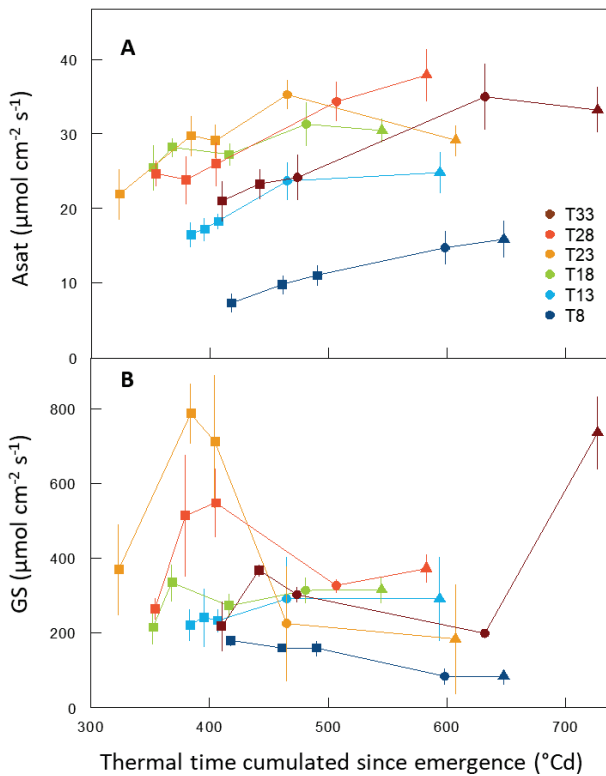 A
Asat (µmol cm⁻² s⁻¹)
40
30
20
10
0
T33
T28
T23
T18
T13
T8
B
GS (µmol cm⁻² s⁻¹)
800
600
400
200
0
300 400 500 600 700
Thermal time cumulated since emergence (°Cd)